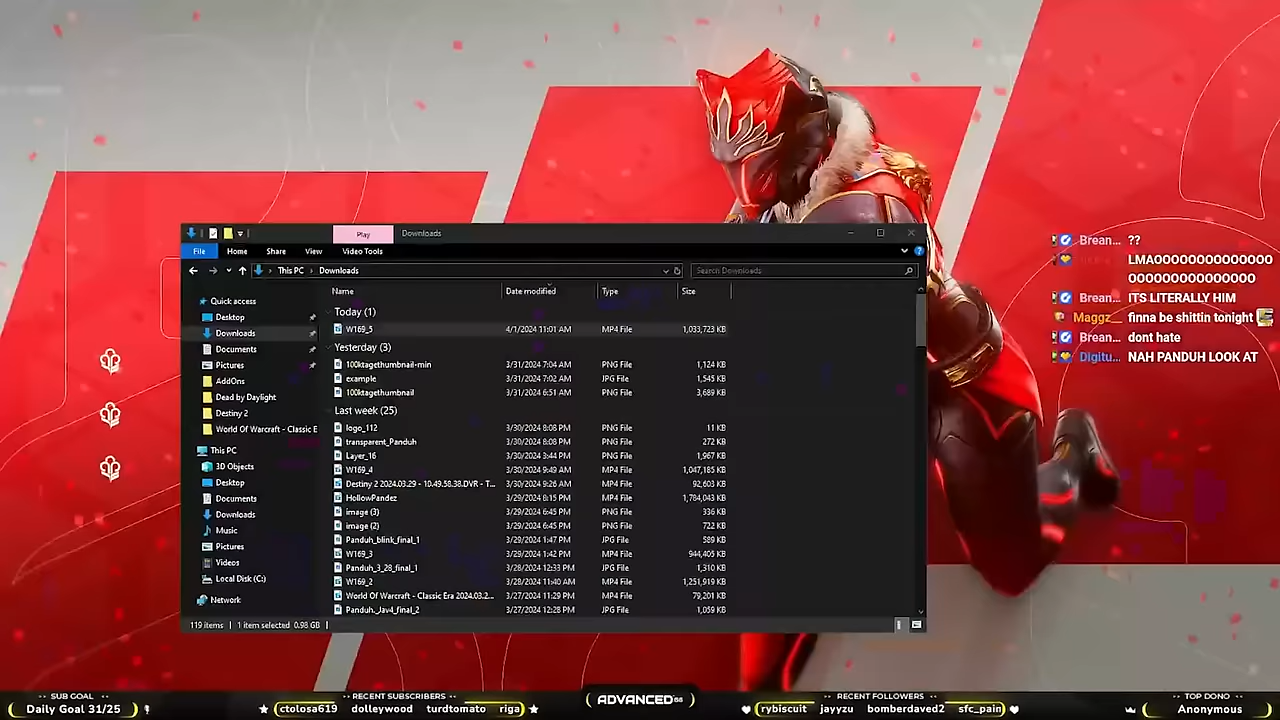 Play
Downloads
File
Home
Share
View
Video Tools
This PC
Downloads
Search Downloads
Name
Date modified
Type
Size
Quick access
Desktop
Downloads
Documents
Pictures
AddOns
Dead by Daylight
Destiny 2
World Of Warcraft - Classic E
This PC
3D Objects
Desktop
Documents
Downloads
Music
Pictures
Videos
Local Disk (C:)
Network
Today (1)
W169_5 4/1/2024 11:01 AM MP4 File 1,033,723 KB
Yesterday (3)
100ktagethumbnail-min 3/31/2024 7:04 AM PNG File 1,124 KB
example 3/31/2024 7:02 AM JPG File 1,545 KB
100ktagethumbnail 3/31/2024 6:51 AM PNG File 3,689 KB
Last week (25)
logo_112 3/30/2024 8:08 PM PNG File 11 KB
transparent_Panduh 3/30/2024 8:08 PM PNG File 272 KB
Layer_16 3/30/2024 3:44 PM PNG File 1,967 KB
W169_4 3/30/2024 9:49 AM MP4 File 1,047,185 KB
Destiny 2 2024.03.29 - 10.49.58.38.DVR - T... 3/30/2024 9:26 AM MP4 File 92,603 KB
HollowPandez 3/29/2024 8:15 PM MP4 File 1,784,043 KB
image (3) 3/29/2024 6:45 PM PNG File 336 KB
image (2) 3/29/2024 6:45 PM PNG File 722 KB
Panduh_blink_final_1 3/29/2024 1:47 PM JPG File 589 KB
W169_3 3/29/2024 1:42 PM MP4 File 944,405 KB
Panduh_3_28_final_1 3/28/2024 12:33 PM JPG File 1,310 KB
W169_2 3/28/2024 11:40 AM MP4 File 1,251,919 KB
World Of Warcraft - Classic Era 2024.03.2... 3/27/2024 11:29 PM MP4 File 79,201 KB
Panduh_Jav4_final_2 3/27/2024 12:28 PM JPG File 1,059 KB
119 items 1 item selected 0.98 GB
Brean... ??
LMAOOOOOOOOOOOOOO
OOOOOOOOOOOOOOO
Brean... ITS LITERALLY HIM
Maggz__ finna be shittin tonight
Brean... dont hate
Digitu... NAH PANDUH LOOK AT
SUB GOAL
Daily Goal 31/25
RECENT SUBSCRIBERS
ctolosa619 dolleywood turdtomato riga
ADVANCED
RECENT FOLLOWERS
rybiscuit jayyzu bomberdaved2 sfc_pain
TOP DONO
Anonymous